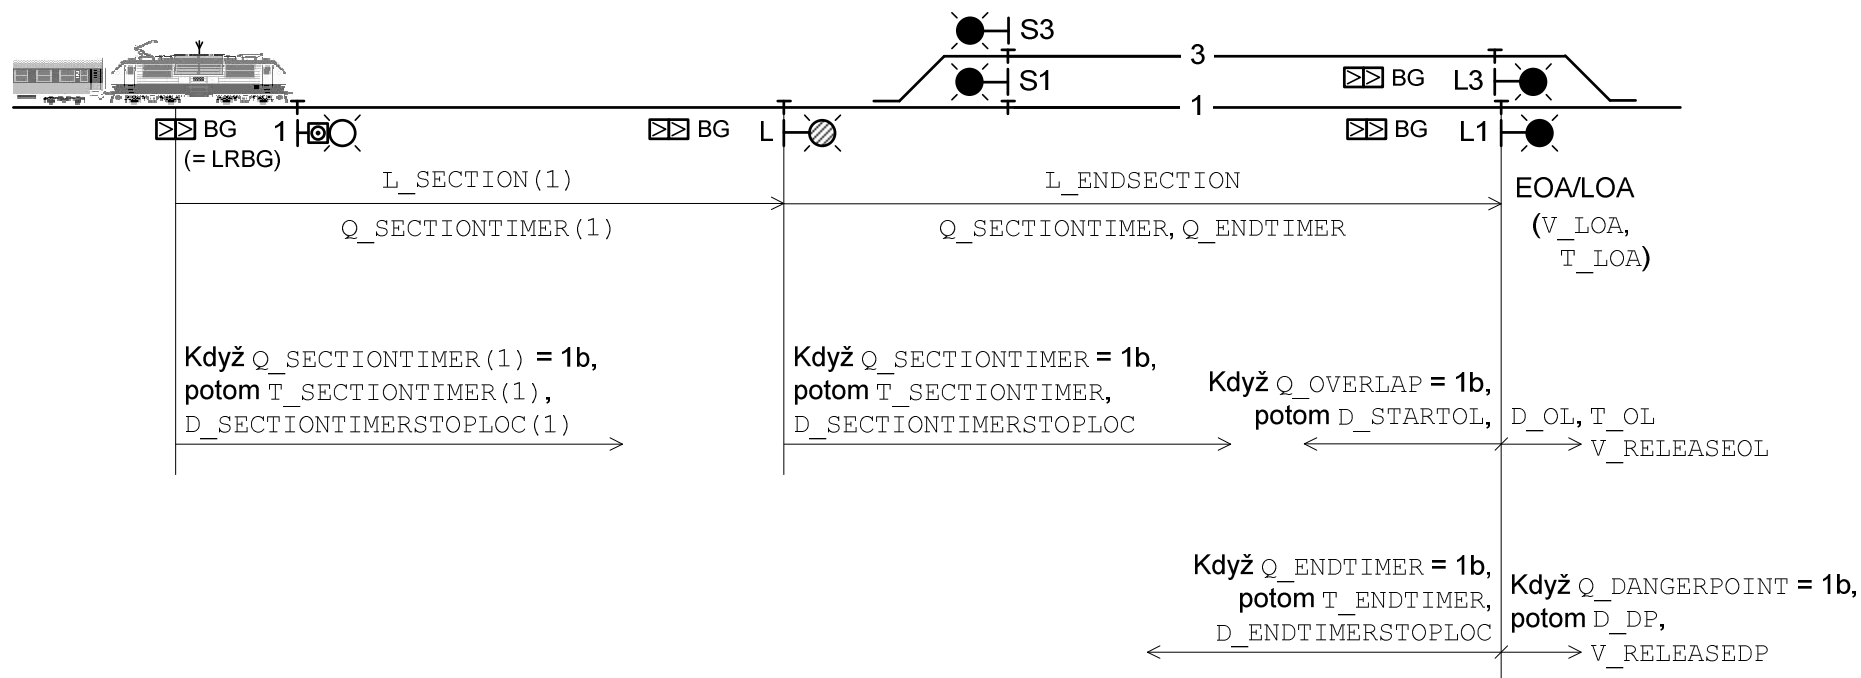 S3
3
S1
BG
L3
1
BG
(= LRBG)
1
BG
L
BG
L1
L_SECTION(1)
L_ENDSECTION
EOA/LOA
Q_SECTIONTIMER(1)
Q_SECTIONTIMER, Q_ENDTIMER
(V_LOA,
T_LOA)
Když Q_SECTIONTIMER(1) = 1b,
potom T_SECTIONTIMER(1),
D_SECTIONTIMERSTOPLOC(1)
Když Q_SECTIONTIMER = 1b,
potom T_SECTIONTIMER,
D_SECTIONTIMERSTOPLOC
Když Q_OVERLAP = 1b,
potom D_STARTOL, D_OL, T_OL
V_RELEASEOL
Když Q_ENDTIMER = 1b,
potom T_ENDTIMER,
D_ENDTIMERSTOPLOC
Když Q_DANGERPOINT = 1b,
potom D_DP,
V_RELEASEDP